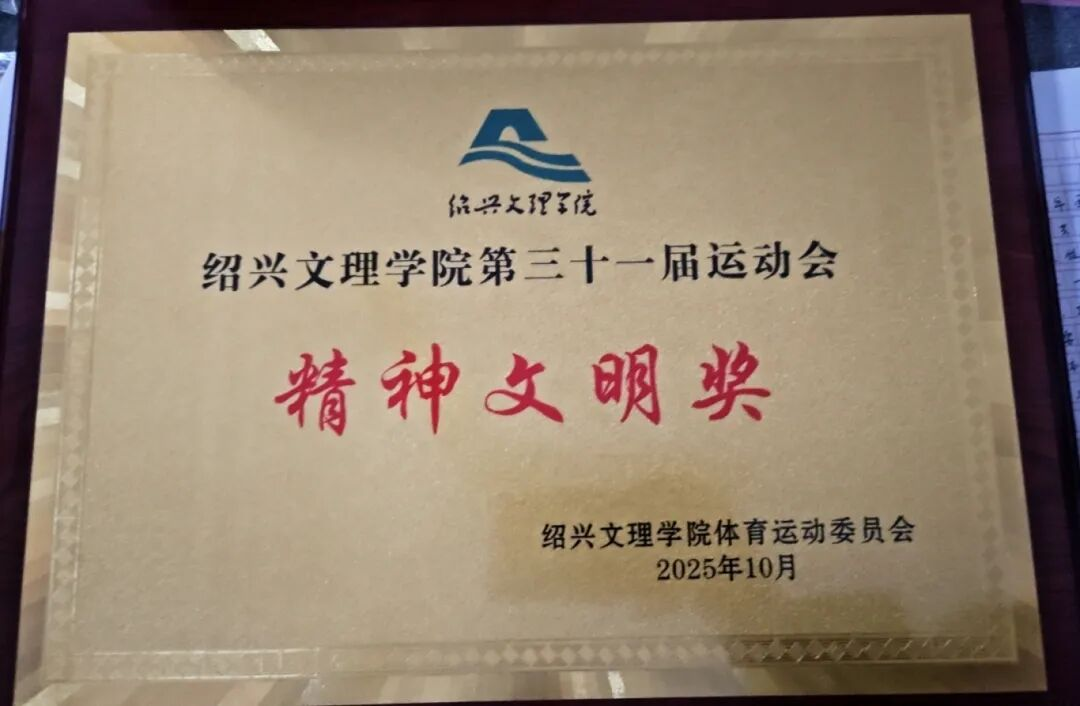 绍兴文理学院
绍兴文理学院第三十一届运动会
精神文明奖
绍兴文理学院体育运动委员会
2025年10月